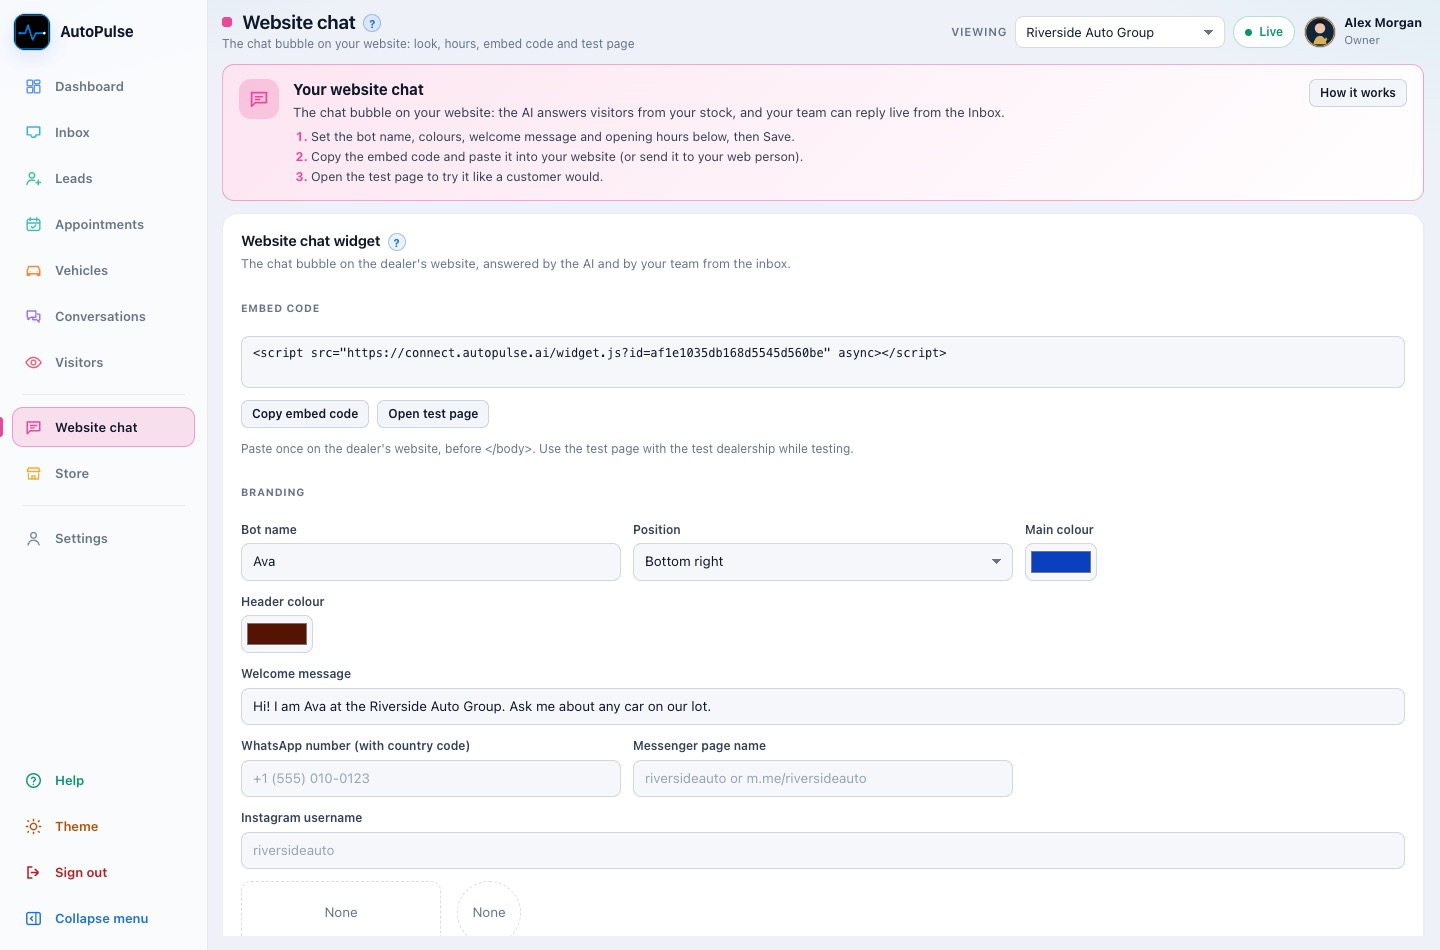 AutoPulse
Dashboard
Inbox
Leads
Appointments
Vehicles
Conversations
Visitors
Website chat
Store
Settings
Help
Theme
Sign out
Collapse menu
Website chat ?
The chat bubble on your website: look, hours, embed code and test page
VIEWING
Riverside Auto Group
Live
Alex Morgan
Owner
Your website chat
How it works
The chat bubble on your website: the AI answers visitors from your stock, and your team can reply live from the Inbox.
1. Set the bot name, colours, welcome message and opening hours below, then Save.
2. Copy the embed code and paste it into your website (or send it to your web person).
3. Open the test page to try it like a customer would.
Website chat widget ?
The chat bubble on the dealer's website, answered by the AI and by your team from the inbox.
EMBED CODE
<script src="https://connect.autopulse.ai/widget.js?id=af1e1035db168d5545d560be" async></script>
Copy embed code
Open test page
Paste once on the dealer's website, before </body>. Use the test page with the test dealership while testing.
BRANDING
Bot name
Position
Main colour
Ava
Bottom right
Header colour
Welcome message
Hi! I am Ava at the Riverside Auto Group. Ask me about any car on our lot.
WhatsApp number (with country code)
Messenger page name
+1 (555) 010-0123
riversideauto or m.me/riversideauto
Instagram username
riversideauto
None
None